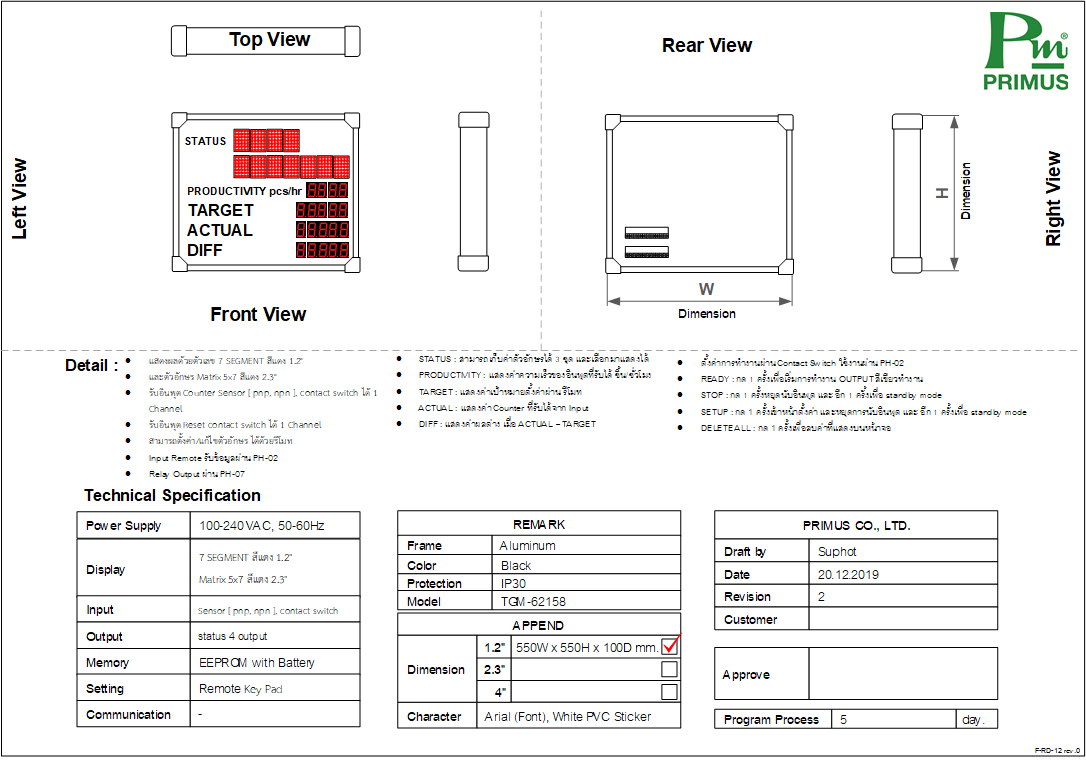 Top View
Rear View
Pm®
PRIMUS
Left View
STATUS
PRODUCTIVITY pcs/hr
TARGET
ACTUAL
DIFF
Front View
H
Dimension
Right View
W
Dimension
Detail :
• แสดงผลด้วยตัวเลข 7 SEGMENT สีแดง 1.2"
• และตัวอักษร Matrix 5x7 สีแดง 2.3"
• รับอินพุต Counter Sensor [ pnp, npn ], contact switch ได้ 1
Channel
• รับอินพุต Reset contact switch ได้ 1 Channel
• สามารถตั้งค่า/แก้ไขตัวอักษร ได้ด้วยรีโมท
• Input Remote รับข้อมูลผ่าน PH-02
• Relay Output ผ่าน PH-07
• STATUS : สามารถเก็บค่าตัวอักษรได้ 3 ชุด และเลือกมาแสดงได้
• PRODUCTMTY : แสดงค่าความเร็วของอินพุตที่รับได้ ชิ้น/ชั่วโมง
• TARGET : แสดงค่าเป้าหมายตั้งค่าผ่าน รีโมท
• ACTUAL : แสดงค่า Counter ที่รับได้จาก Input
• DIFF : แสดงค่าผลต่าง เมื่อ ACTUAL – TARGET
• ตั้งค่าการทำงานผ่าน Contact Switch ใช้งานผ่าน PH-02
• READY : กด 1 ครั้งเพื่อเริ่มการทำงาน OUTPUT สีเขียวทำงาน
• STOP : กด 1 ครั้งหยุดนับอินพุต และ อีก 1 ครั้งเพื่อ standby mode
• SETUP : กด 1 ครั้งเข้าหน้าตั้งค่า และหยุดการนับอินพุต และ อีก 1 ครั้งเพื่อ standby mode
• DELETE ALL : กด 1 ครั้งเพื่อลบค่าที่แสดงบนหน้าจอ
Technical Specification
Power Supply 100-240 VAC, 50-60Hz
Display 7 SEGMENT สีแดง 1.2"
Matrix 5x7 สีแดง 2.3"
Input Sensor [ pnp, npn ], contact switch
Output status 4 output
Memory EEPROM with Battery
Setting Remote Key Pad
Communication -
REMARK
Frame Aluminum
Color Black
Protection IP30
Model TGM-62158
APPEND
Dimension 1.2" 550W x 550H x 100D mm.
2.3"
4"
Character Arial (Font), White PVC Sticker
PRIMUS CO., LTD.
Draft by Suphot
Date 20.12.2019
Revision 2
Customer
Approve
Program Process 5 day.
F-RD-12 rev.0